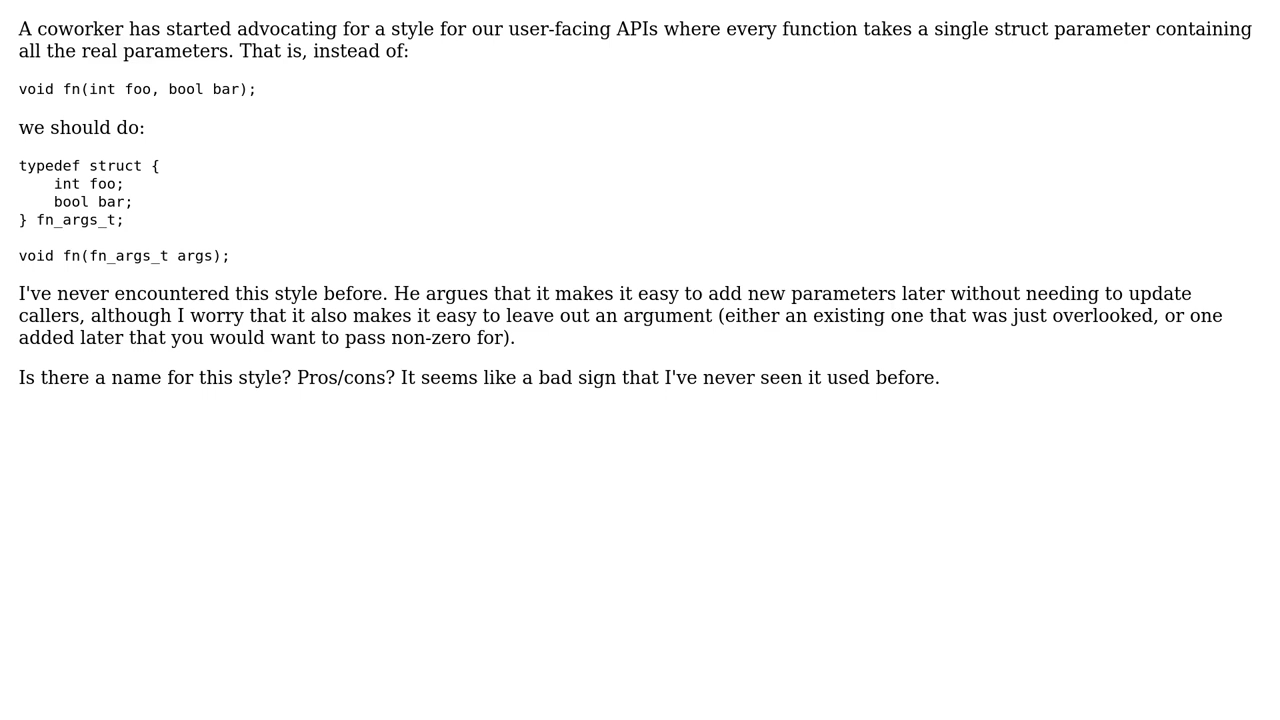 A coworker has started advocating for a style for our user-facing APIs where every function takes a single struct parameter containing
all the real parameters. That is, instead of:
void fn(int foo, bool bar);
we should do:
typedef struct {
    int foo;
    bool bar;
} fn_args_t;
void fn(fn_args_t args);
I've never encountered this style before. He argues that it makes it easy to add new parameters later without needing to update
callers, although I worry that it also makes it easy to leave out an argument (either an existing one that was just overlooked, or one
added later that you would want to pass non-zero for).
Is there a name for this style? Pros/cons? It seems like a bad sign that I've never seen it used before.